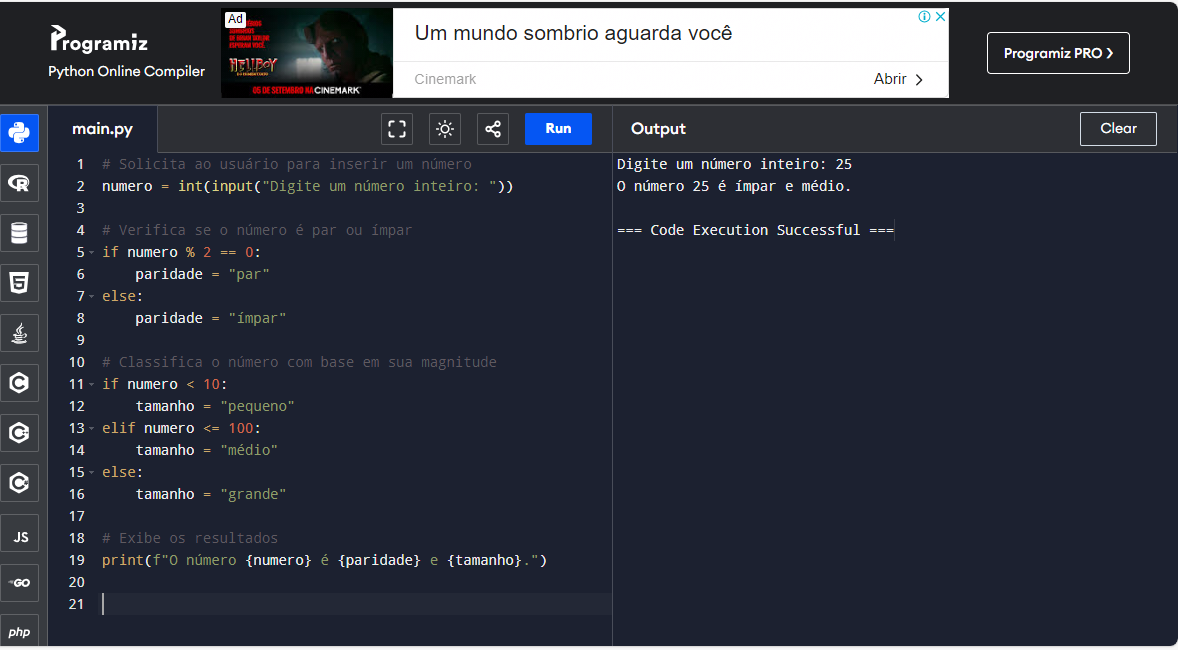 Programiz
Python Online Compiler
Ad
HELLBOY
05 DE SETEMBRO NA CINEMARK
Um mundo sombrio aguarda você
Cinemark
Abrir
Programiz PRO
main.py
Run
Output
Clear
1 # Solicita ao usuário para inserir um número
2 numero = int(input("Digite um número inteiro: "))
3
4 # Verifica se o número é par ou ímpar
5 if numero % 2 == 0:
6     paridade = "par"
7 else:
8     paridade = "ímpar"
9
10 # Classifica o número com base em sua magnitude
11 if numero < 10:
12     tamanho = "pequeno"
13 elif numero <= 100:
14     tamanho = "médio"
15 else:
16     tamanho = "grande"
17
18 # Exibe os resultados
19 print(f"O número {numero} é {paridade} e {tamanho}.")
20
21
Digite um número inteiro: 25
O número 25 é ímpar e médio.
=== Code Execution Successful ===
R
5
C
C
C
JS
GO
php